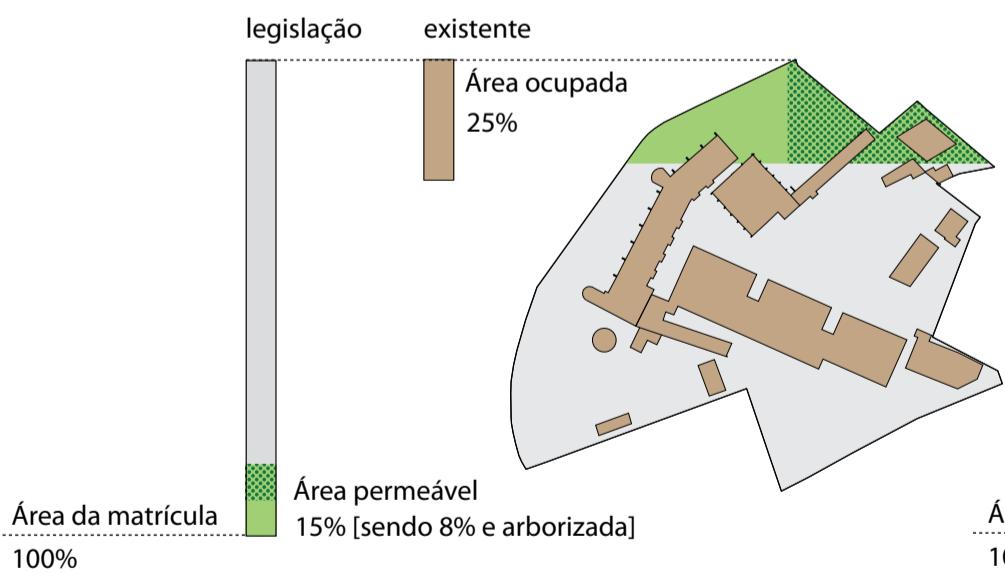 legislação
existente
Área ocupada
25%
Área permeável
15% [sendo 8% e arborizada]
Área da matrícula
100%